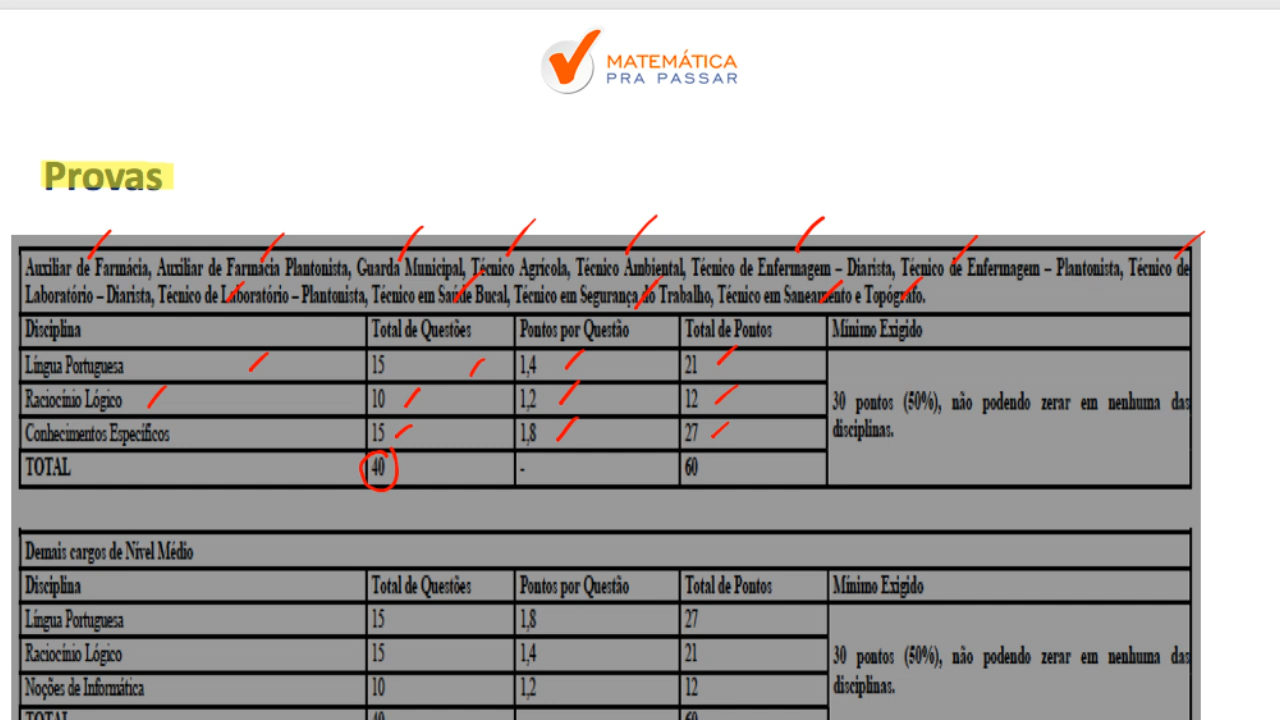 MATEMÁTICA
PRA PASSAR
Provas
Auxiliar de Farmácia, Auxiliar de Farmácia Plantonista, Guarda Municipal, Técnico Agrícola, Técnico Ambiental, Técnico de Enfermagem – Diarista, Técnico de Enfermagem – Plantonista, Técnico de
Laboratório – Diarista, Técnico de Laboratório – Plantonista, Técnico em Saúde Bucal, Técnico em Segurança do Trabalho, Técnico em Saneamento e Topógrafo.
Disciplina Total de Questões Pontos por Questão Total de Pontos Mínimo Exigido
Língua Portuguesa 15 1,4 21
Raciocínio Lógico 10 1,2 12
30 pontos (50%), não podendo zerar em nenhuma das
disciplinas.
Conhecimentos Específicos 15 1,8 27
TOTAL 40 - 60
Demais cargos de Nível Médio
Disciplina Total de Questões Pontos por Questão Total de Pontos Mínimo Exigido
Língua Portuguesa 15 1,8 27
Raciocínio Lógico 15 1,4 21
30 pontos (50%), não podendo zerar em nenhuma das
disciplinas.
Noções de Informática 10 1,2 12
TOTAL 40 60